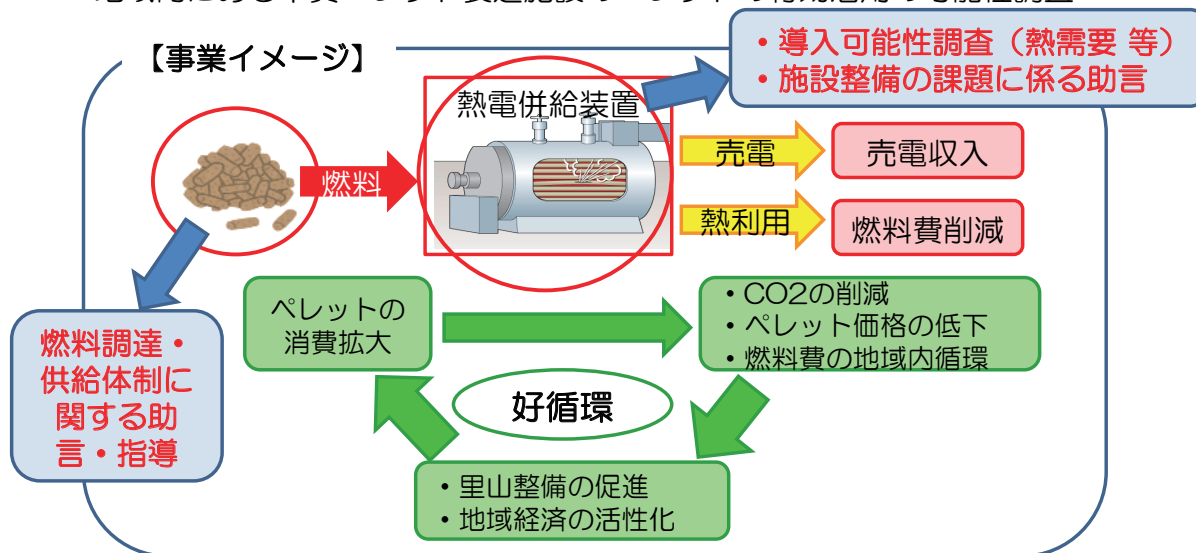 【事業イメージ】
・導入可能性調査（熱需要 等）
・施設整備の課題に係る助言
熱電併給装置
燃料
売電
売電収入
熱利用
燃料費削減
ペレットの
消費拡大
・CO2の削減
・ペレット価格の低下
・燃料費の地域内循環
燃料調達・
供給体制に
関する助
言・指導
好循環
・里山整備の促進
・地域経済の活性化